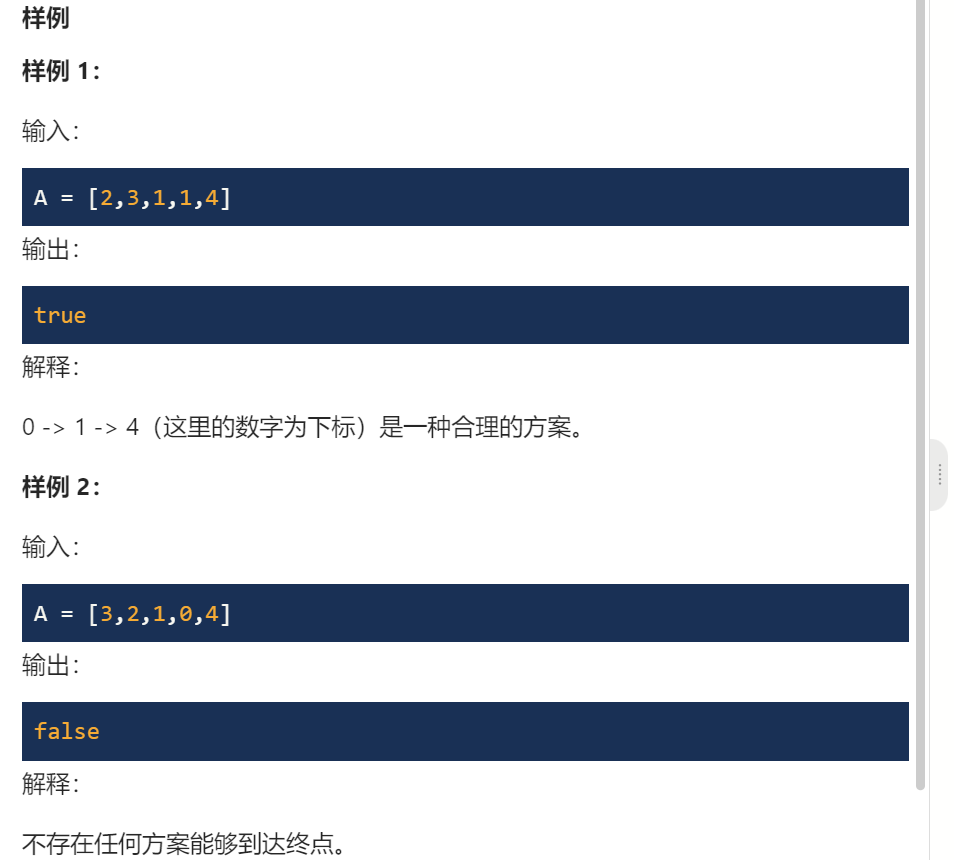 样例
样例 1：
输入：
A = [2,3,1,1,4]
输出：
true
解释：
0 -> 1 -> 4（这里的数字为下标）是一种合理的方案。
样例 2：
输入：
A = [3,2,1,0,4]
输出：
false
解释：
不存在任何方案能够到达终点。